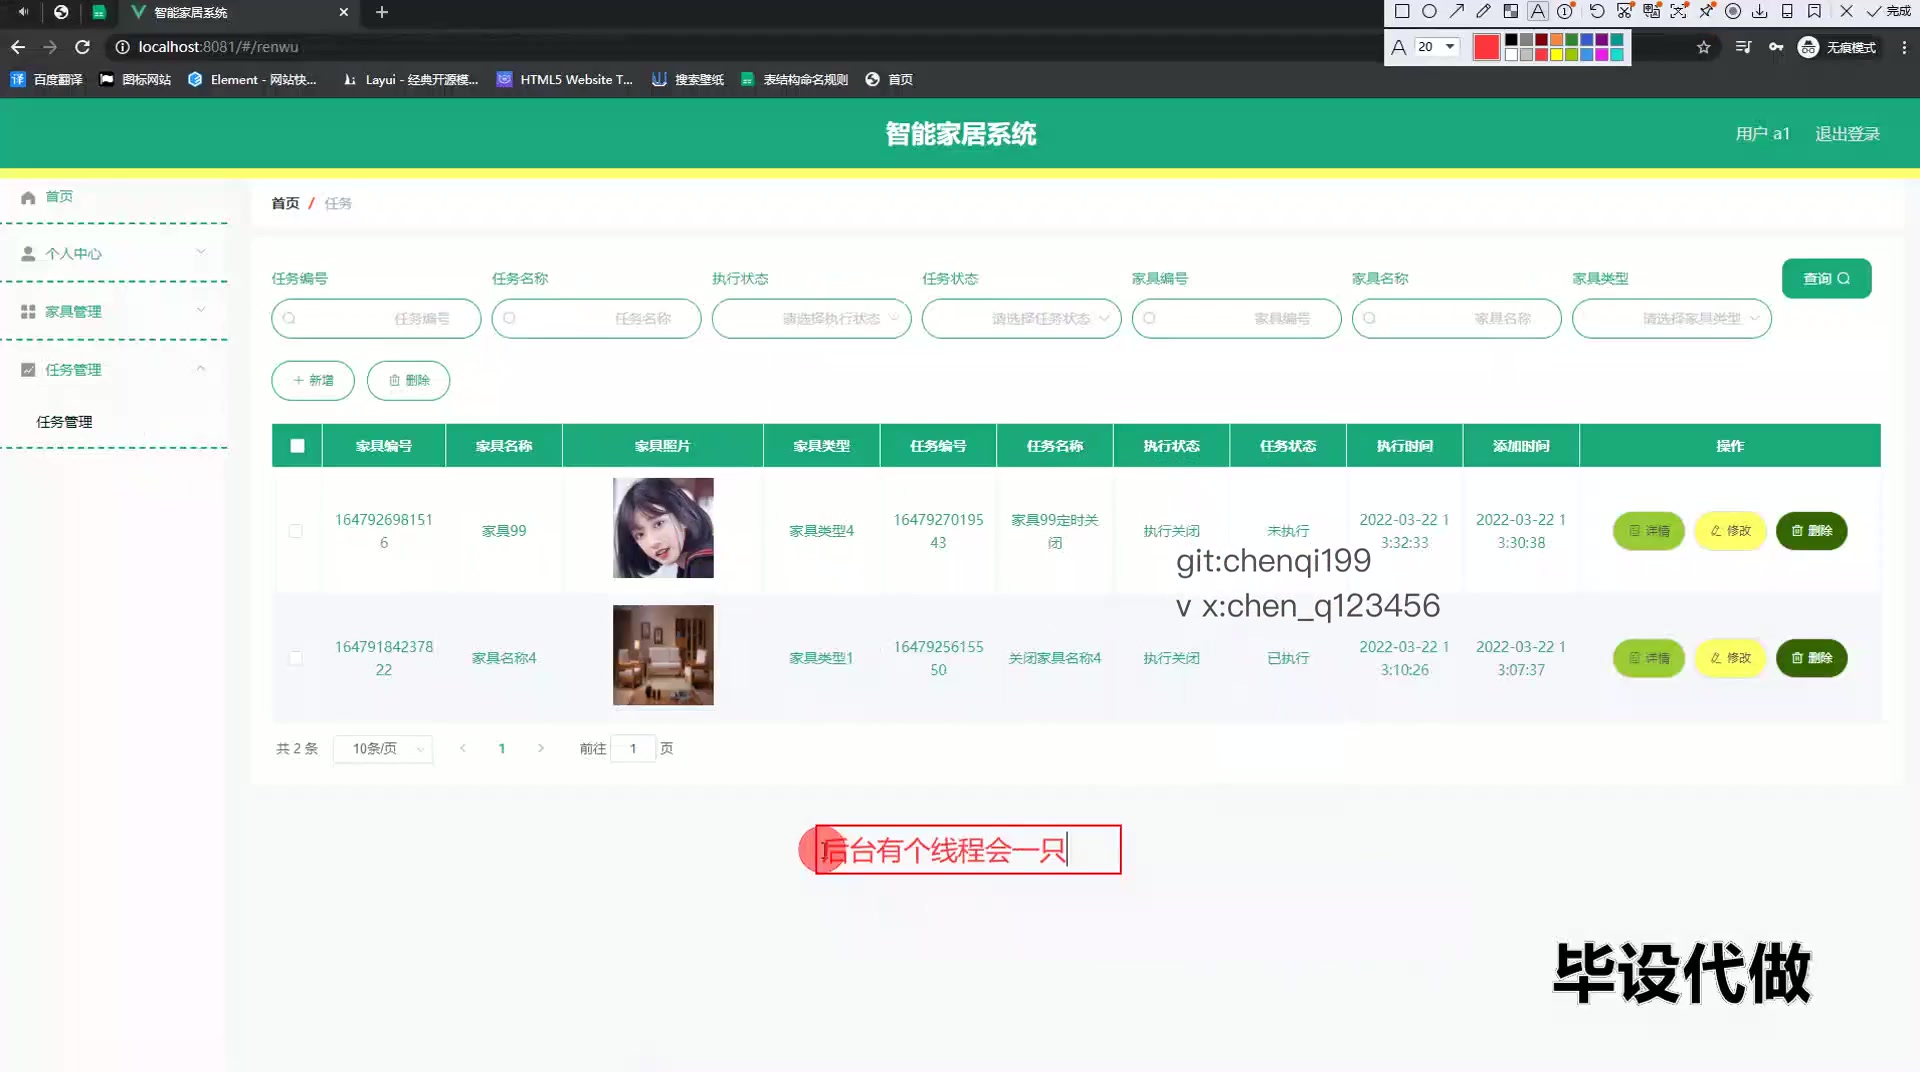 智能家居系统
localhost:8081/#/renwu
20
完成
无痕模式
百度翻译
图标网站
Element - 网站快...
Layui - 经典开源模...
HTML5 Website T...
搜索壁纸
表结构命名规则
首页
智能家居系统
用户 a1
退出登录
首页
个人中心
家具管理
任务管理
任务管理
首页 / 任务
任务编号
任务名称
执行状态
任务状态
家具编号
家具名称
家具类型
查询
任务编号
任务名称
请选择执行状态
请选择任务状态
家具编号
家具名称
请选择家具类型
新增
删除
家具编号
家具名称
家具照片
家具类型
任务编号
任务名称
执行状态
任务状态
执行时间
添加时间
操作
164792698151
6
家具99
家具类型4
16479270195
43
家具99定时关
闭
执行关闭
未执行
2022-03-22 1
3:32:33
2022-03-22 1
3:30:38
详情
修改
删除
git:chenqi199
v x:chen_q123456
164791842378
22
家具名称4
家具类型1
16479256155
50
关闭家具名称4
执行关闭
已执行
2022-03-22 1
3:10:26
2022-03-22 1
3:07:37
详情
修改
删除
共 2 条
10条/页
1
前往 1 页
后台有个线程会一只
毕设代做